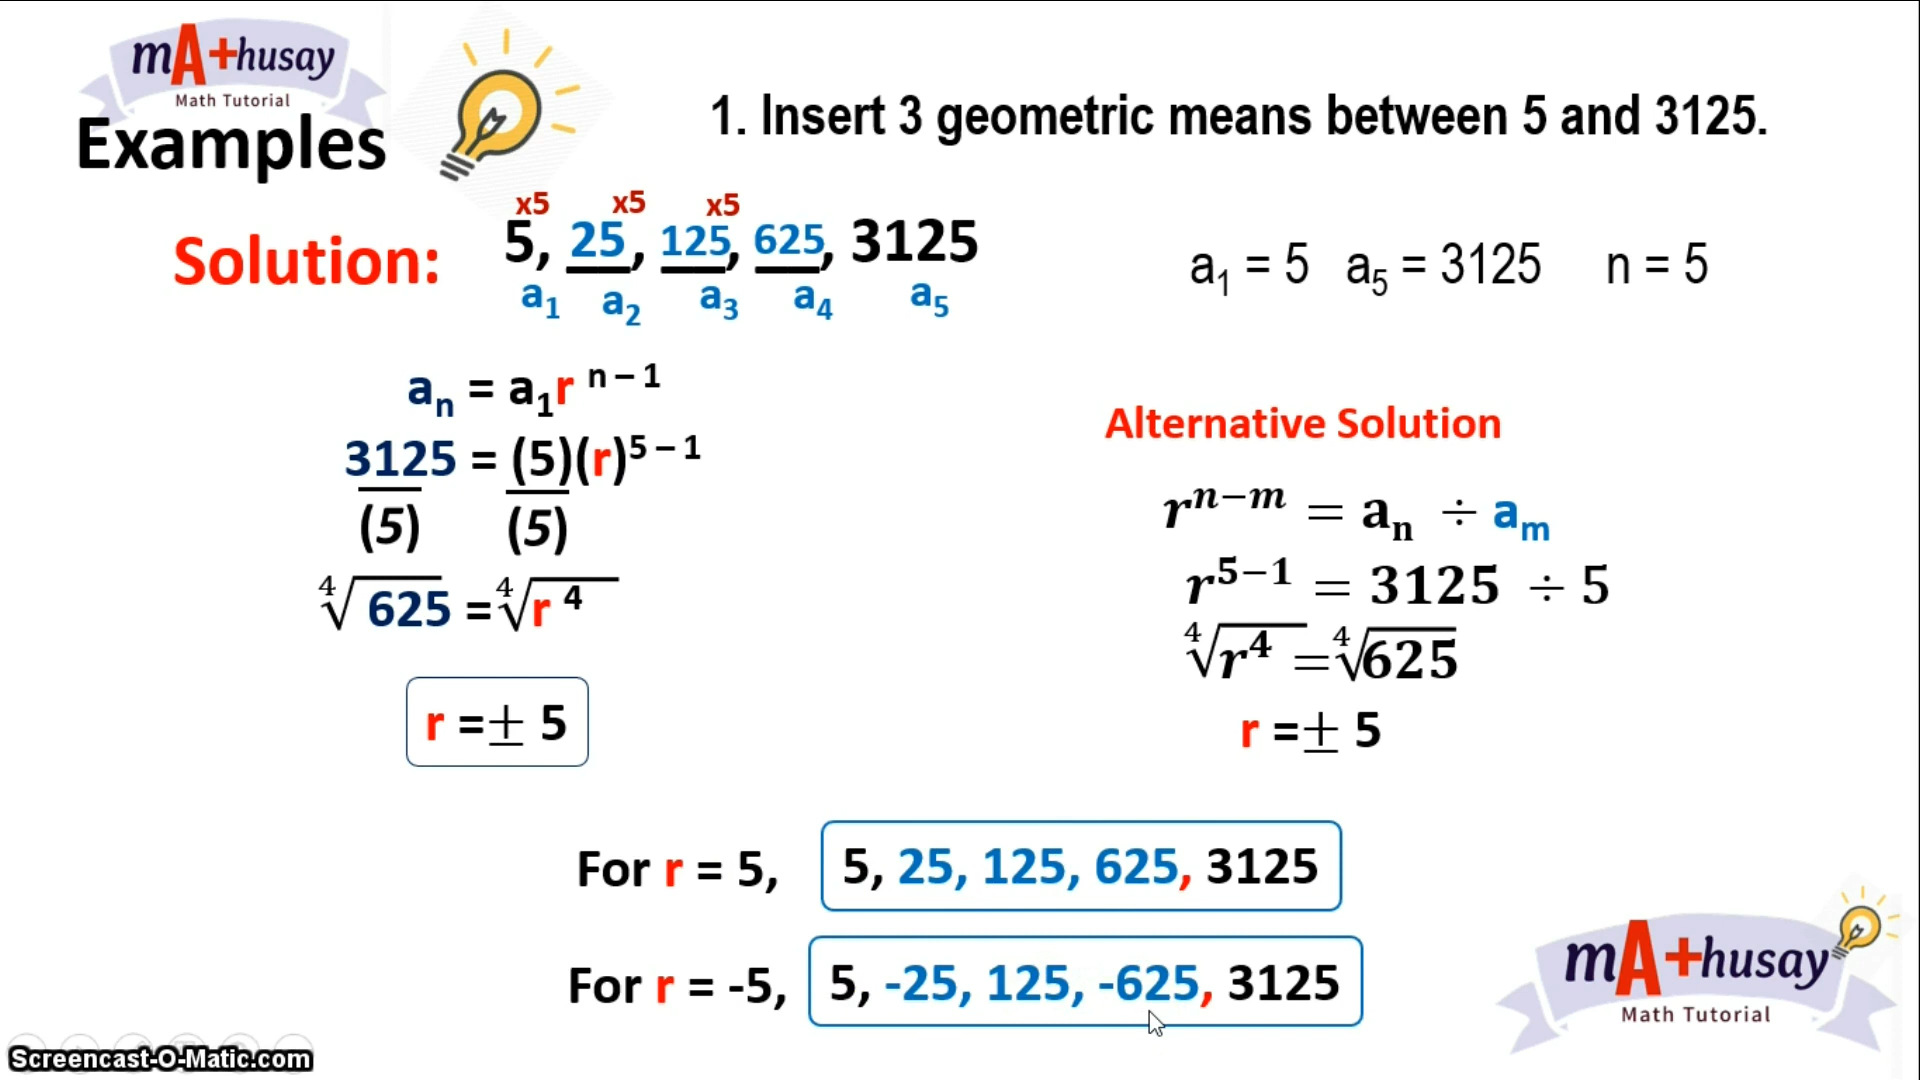 mA+husay
Math Tutorial
Examples
1. Insert 3 geometric means between 5 and 3125.
x5 x5 x5
Solution: 5, 25, 125, 625, 3125
a₁ a₂ a₃ a₄ a₅
a₁ = 5 a₅ = 3125 n = 5
aₙ = a₁r ⁿ ⁻ ¹
3125 = (5)(r)⁵ ⁻ ¹
(5) (5)
⁴√625 = ⁴√r ⁴
r =± 5
Alternative Solution
rⁿ⁻ᵐ = aₙ ÷ aₘ
r⁵⁻¹ = 3125 ÷ 5
⁴√r⁴ = ⁴√625
r =± 5
For r = 5, 5, 25, 125, 625, 3125
For r = -5, 5, -25, 125, -625, 3125
mA+husay
Math Tutorial
Screencast-O-Matic.com